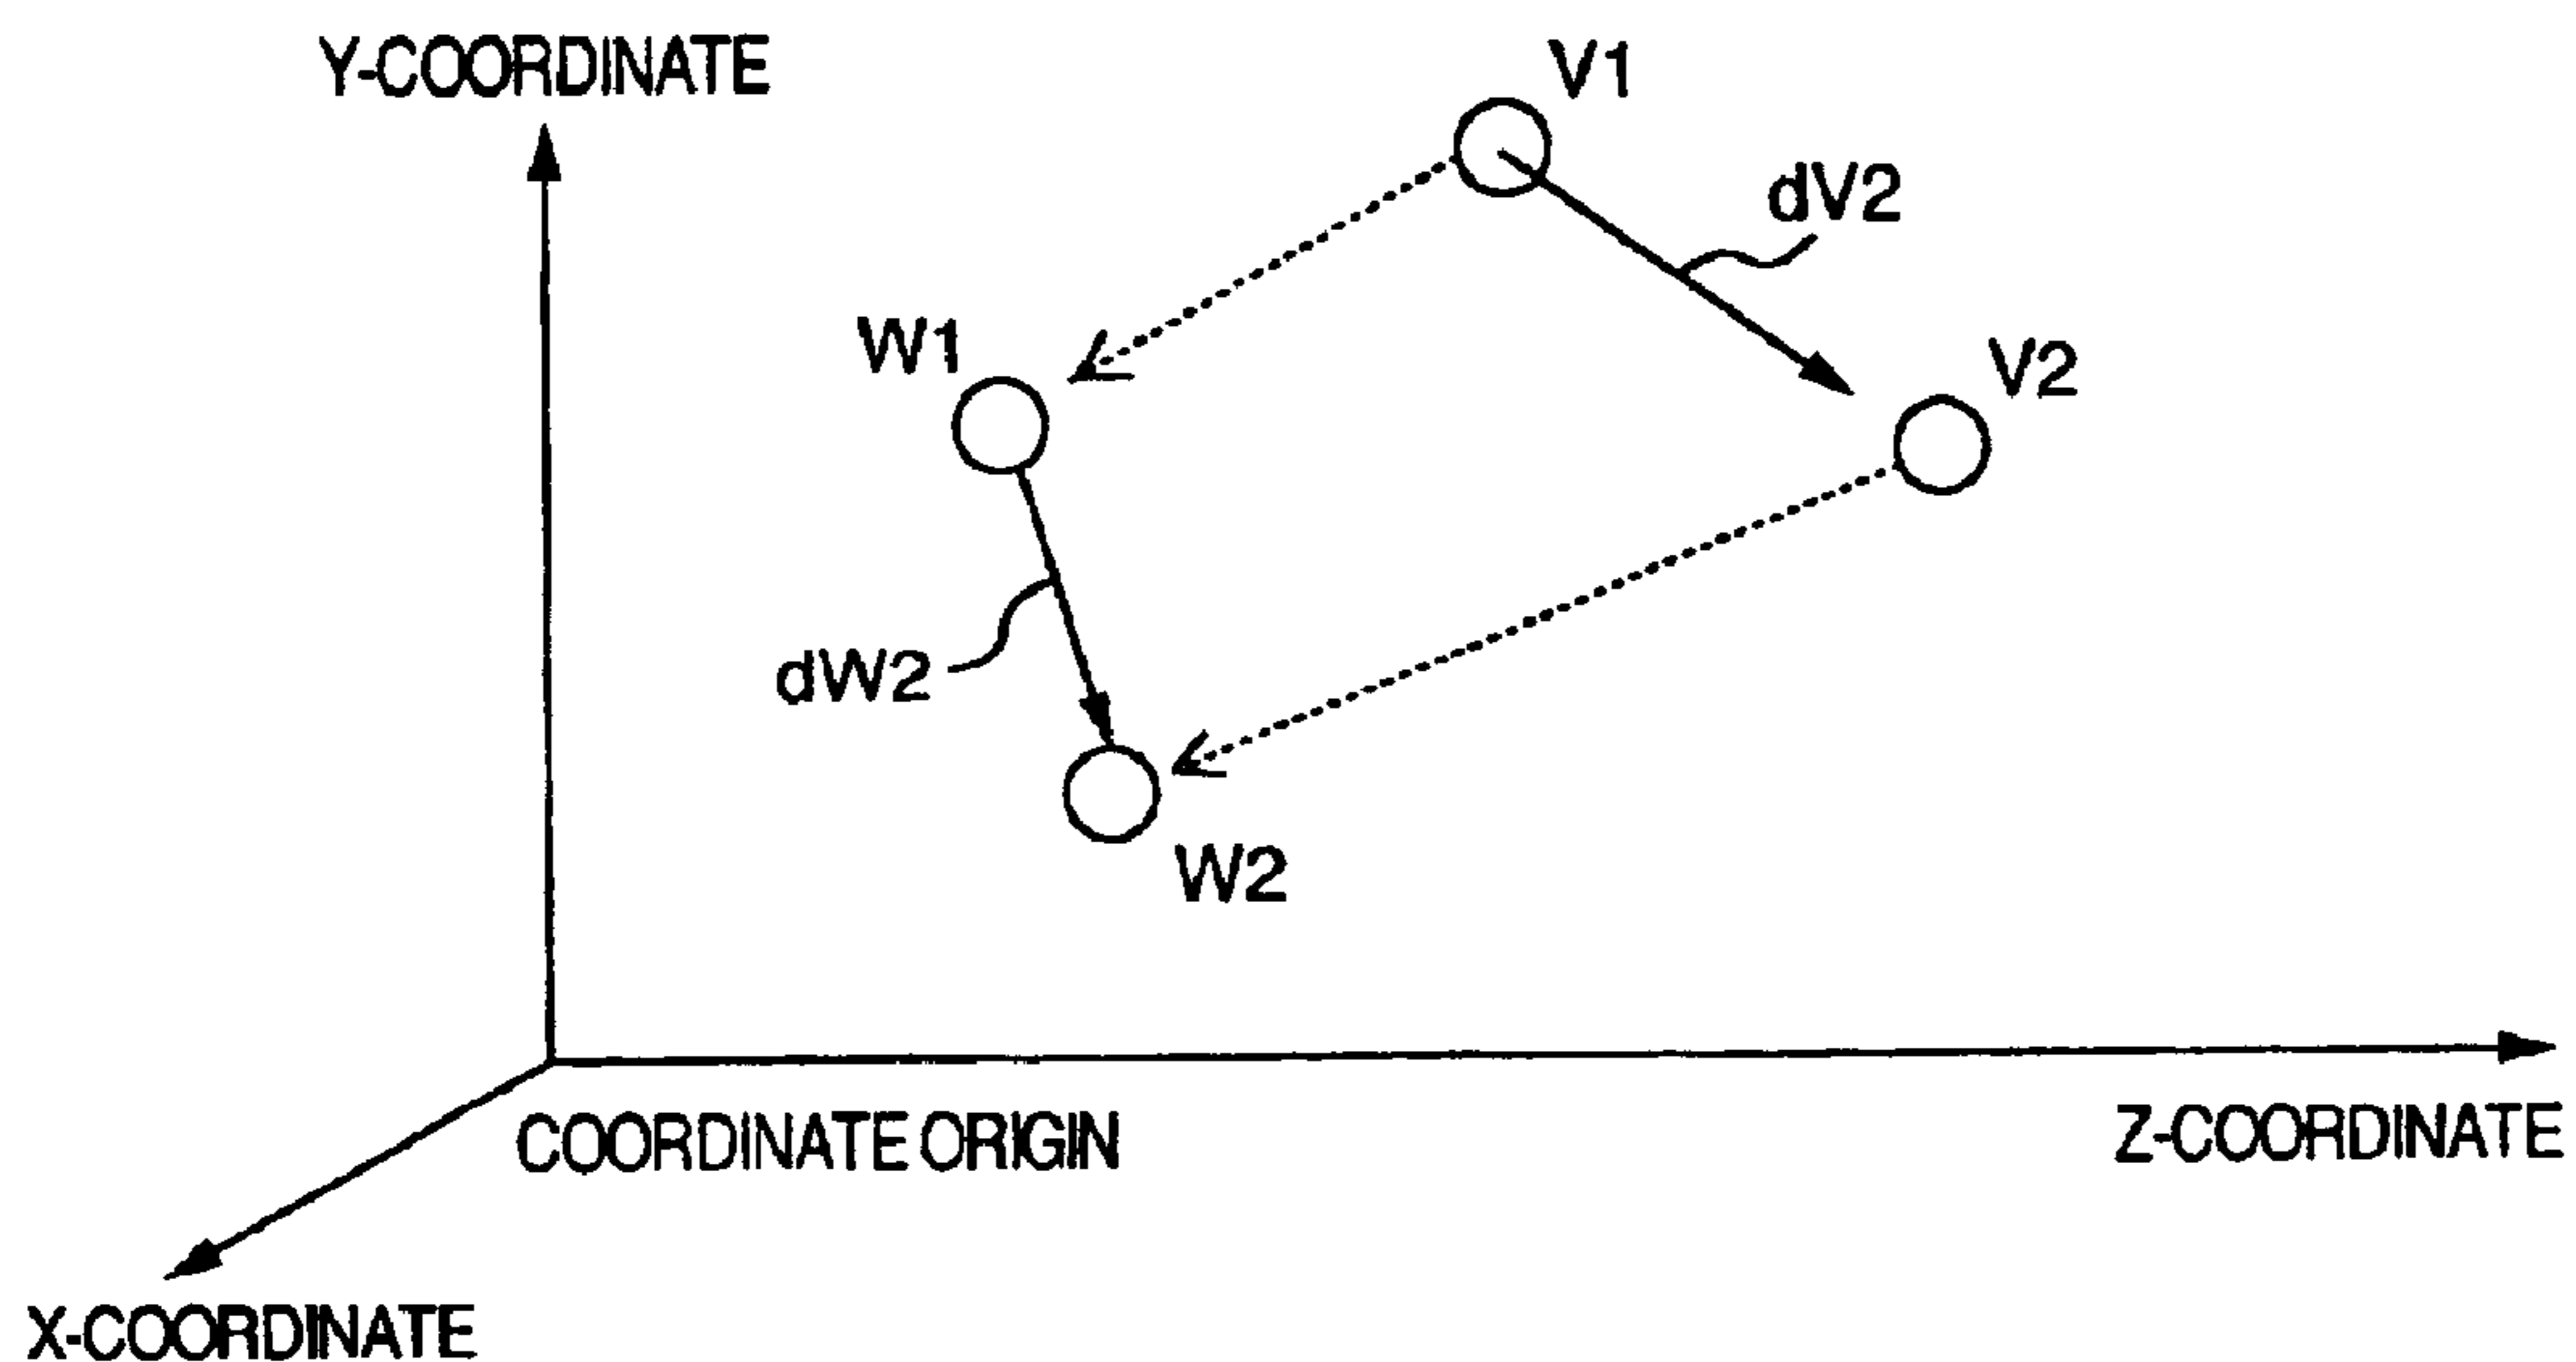 Y-COORDINATE
V1
dV2
W1
V2
dW2
W2
COORDINATE ORIGIN
Z-COORDINATE
X-COORDINATE